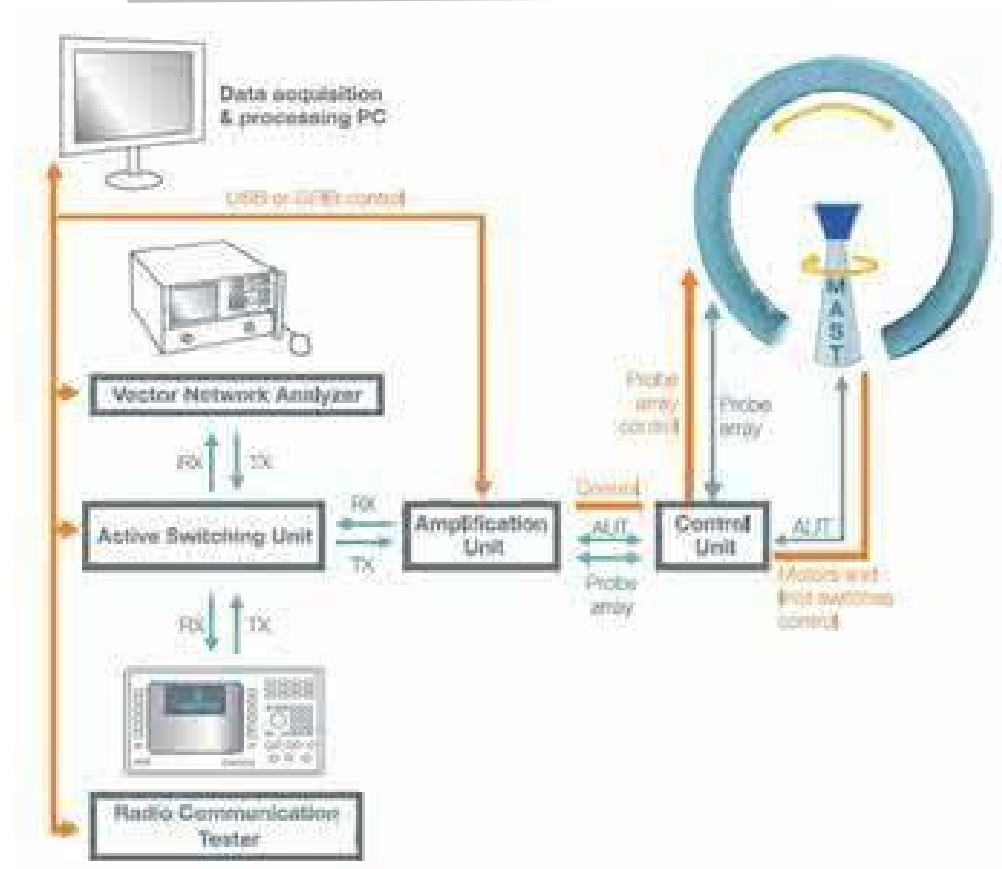 Data acquisition
& processing PC
USB or GPIB control
Vector Network Analyzer
RX
TX
Active Switching Unit
RX
TX
Amplification
Unit
Control
AUT
Probe
array
Control
Unit
Probe
array
control
Probe
array
MAST
AUT
Motors and
control
RX
TX
Radio Communication
Tester